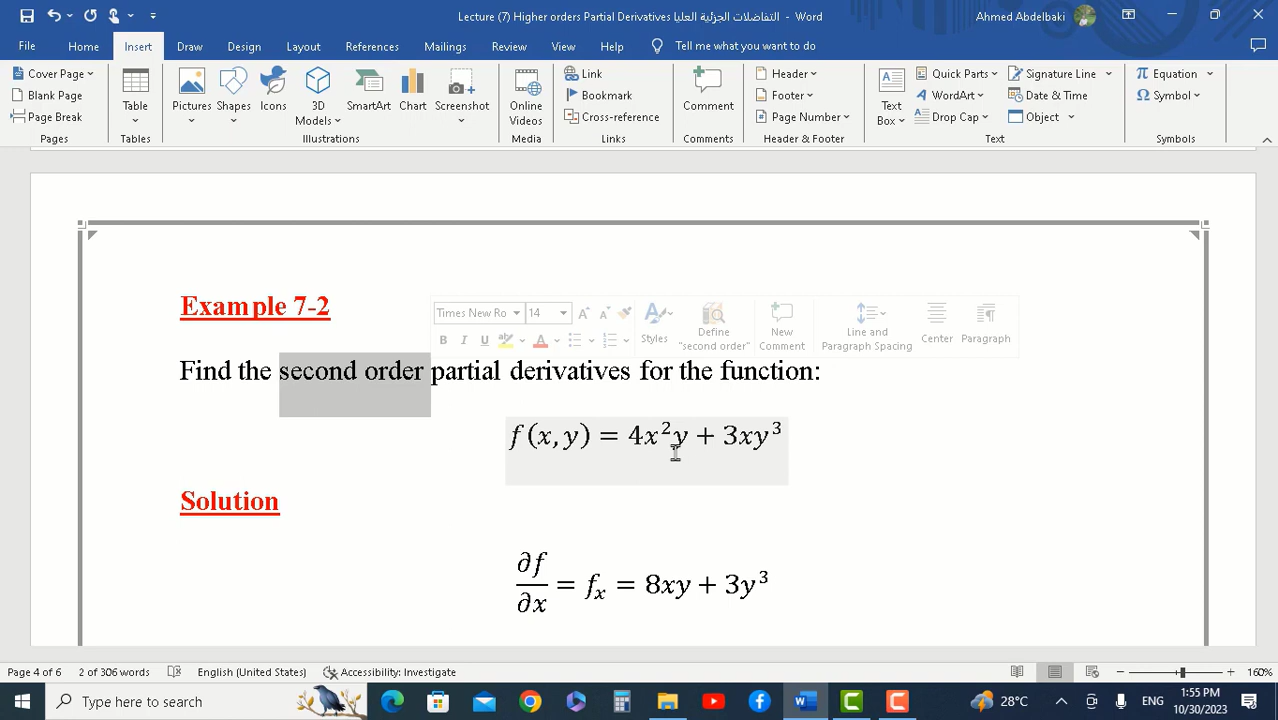 Lecture (7) Higher orders Partial Derivatives التفاضلات الجزئية العليا - Word
Ahmed Abdelbaki
File Home Insert Draw Design Layout References Mailings Review View Help Tell me what you want to do
Cover Page
Blank Page
Page Break
Pages
Table
Tables
Pictures
Shapes
Icons
3D Models
SmartArt
Chart
Screenshot
Illustrations
Online Videos
Media
Link
Bookmark
Cross-reference
Links
Comment
Comments
Header
Footer
Page Number
Header & Footer
Text Box
Quick Parts
WordArt
Drop Cap
Signature Line
Date & Time
Object
Text
π Equation
Ω Symbol
Symbols
Example 7-2
Times New Ro 14
B I U
Styles
Define "second order"
New Comment
Line and Paragraph Spacing
Center
Paragraph
Find the second order partial derivatives for the function:
f(x, y) = 4x²y + 3xy³
Solution
∂f/∂x = fₓ = 8xy + 3y³
Page 4 of 6 2 of 306 words English (United States) Accessibility: Investigate 160%
Type here to search
28°C
ENG
1:55 PM
10/30/2023